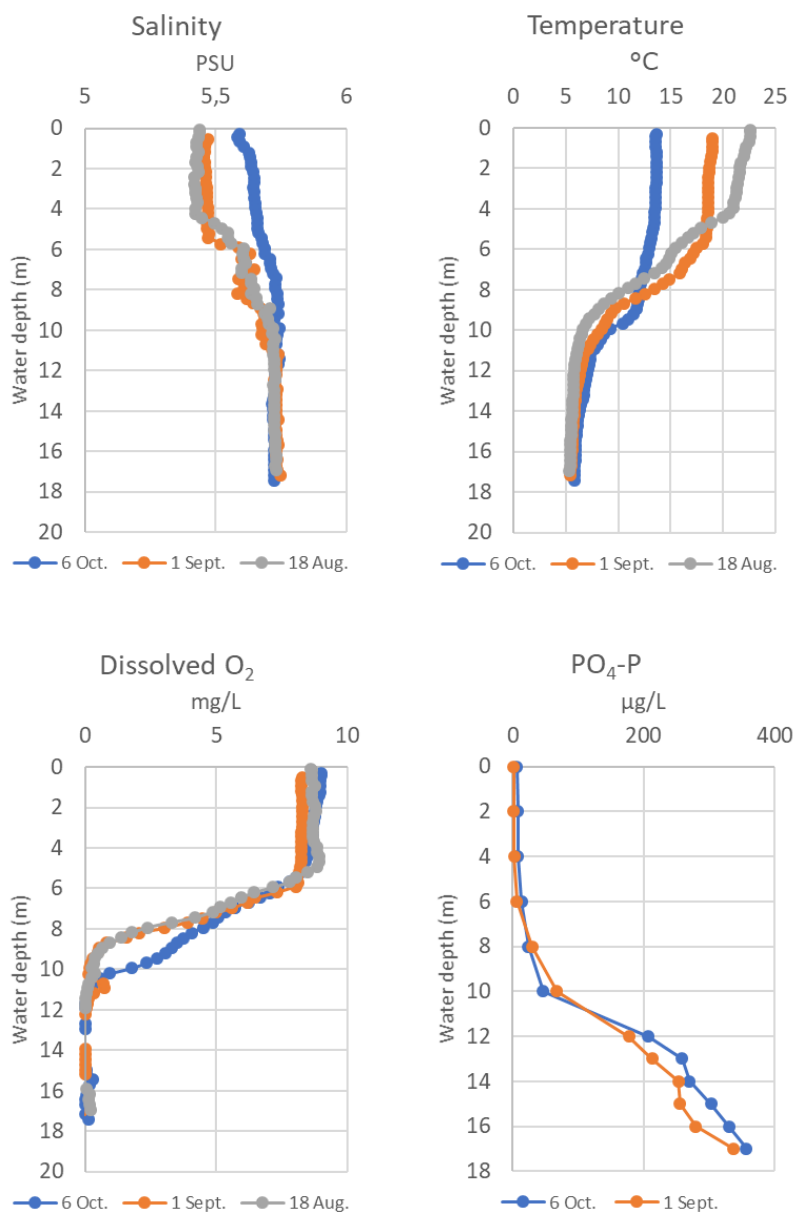 Salinity
PSU
5 5,5 6
0
2
4
6
8
10
12
14
16
18
20
Water depth (m)
6 Oct. 1 Sept. 18 Aug.
Temperature
°C
0 5 10 15 20 25
0
2
4
6
8
10
12
14
16
18
20
Water depth (m)
6 Oct. 1 Sept. 18 Aug.
Dissolved O2
mg/L
0 5 10
0
2
4
6
8
10
12
14
16
18
20
Water depth (m)
6 Oct. 1 Sept. 18 Aug.
PO4-P
µg/L
0 200 400
0
2
4
6
8
10
12
14
16
18
Water depth (m)
6 Oct. 1 Sept.